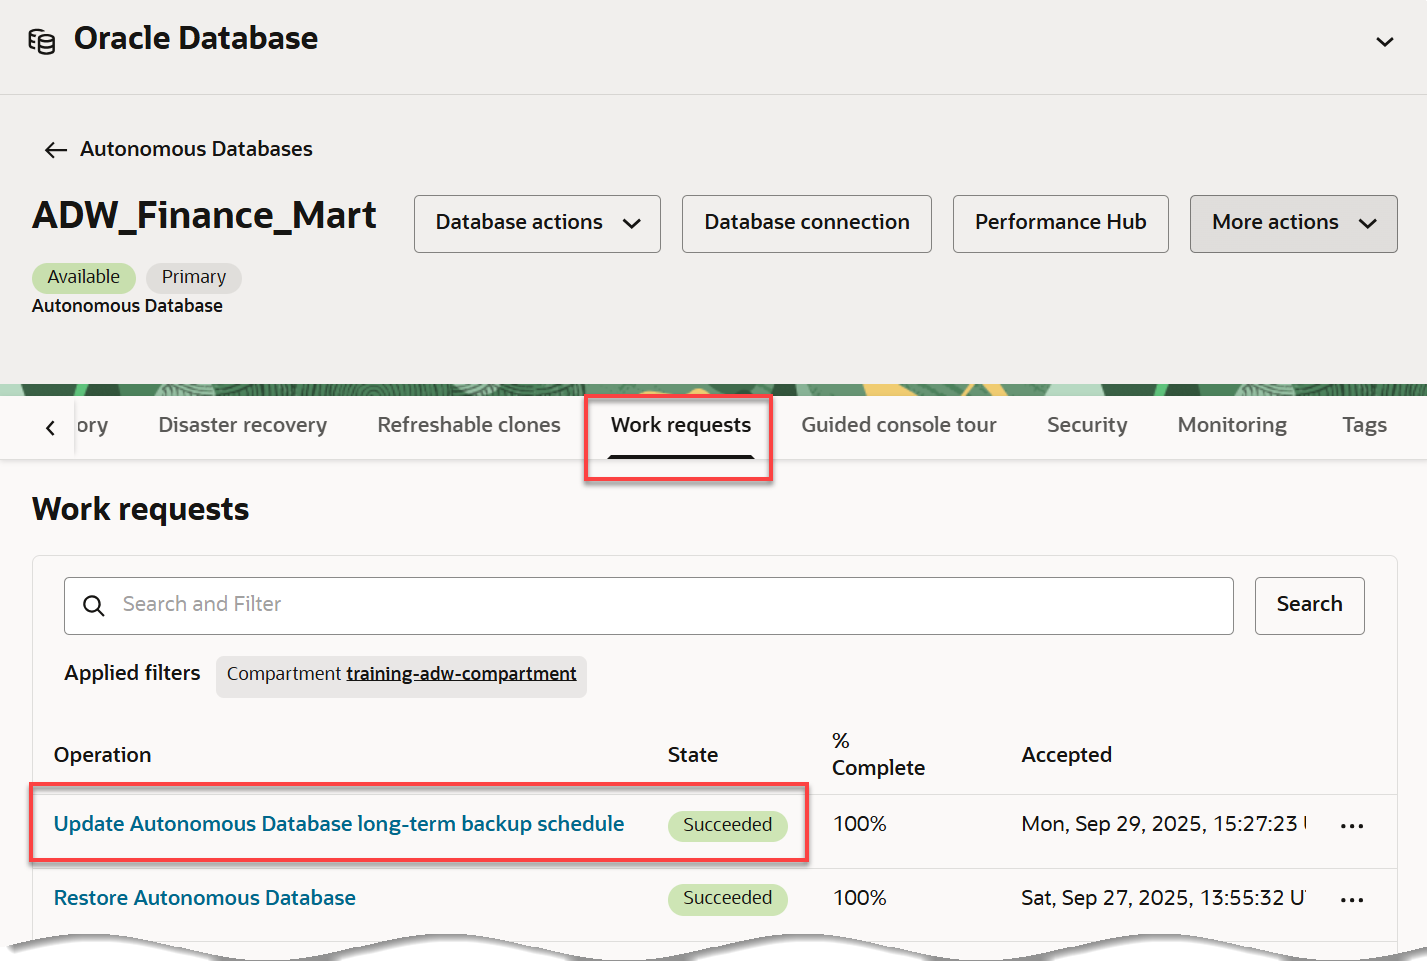 Oracle Database
Autonomous Databases
ADW_Finance_Mart
Database actions
Database connection
Performance Hub
More actions
Available
Primary
Autonomous Database
ory
Disaster recovery
Refreshable clones
Work requests
Guided console tour
Security
Monitoring
Tags
Work requests
Search and Filter
Search
Applied filters
Compartment training-adw-compartment
Operation
State
%
Complete
Accepted
Update Autonomous Database long-term backup schedule
Succeeded
100%
Mon, Sep 29, 2025, 15:27:23
Restore Autonomous Database
Succeeded
100%
Sat, Sep 27, 2025, 13:55:32 U